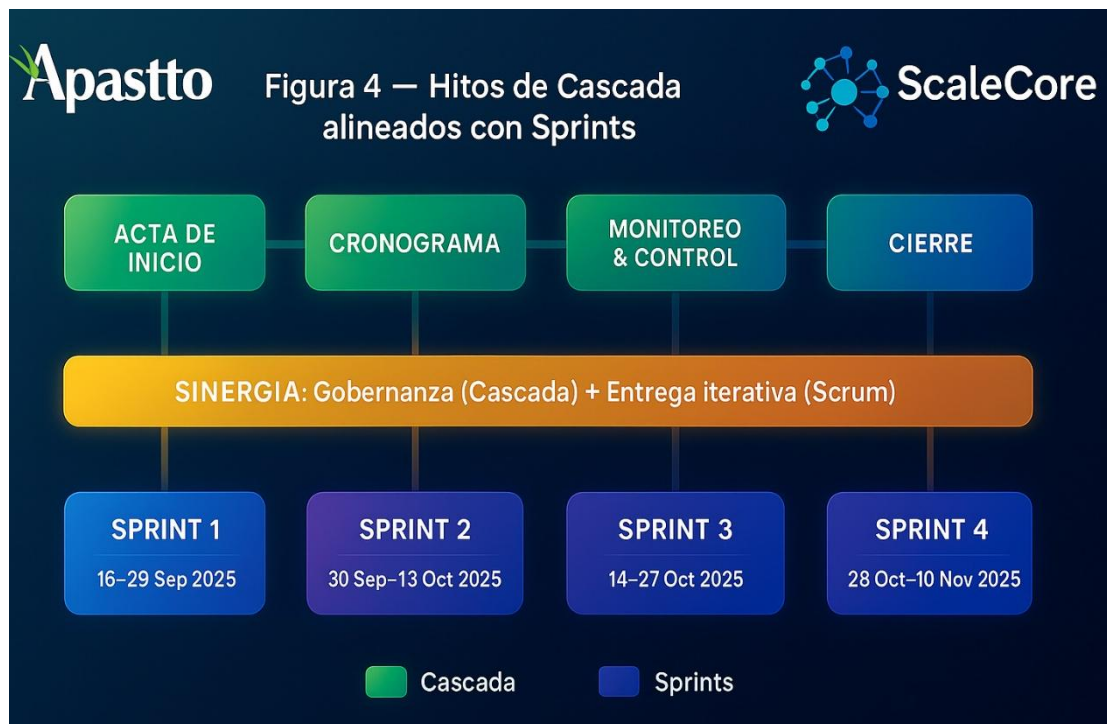 Apastto
Figura 4 — Hitos de Cascada
alineados con Sprints
ScaleCore
ACTA DE
INICIO
CRONOGRAMA
MONITOREO
& CONTROL
CIERRE
SINERGIA: Gobernanza (Cascada) + Entrega iterativa (Scrum)
SPRINT 1
16–29 Sep 2025
SPRINT 2
30 Sep–13 Oct 2025
SPRINT 3
14–27 Oct 2025
SPRINT 4
28 Oct–10 Nov 2025
Cascada
Sprints